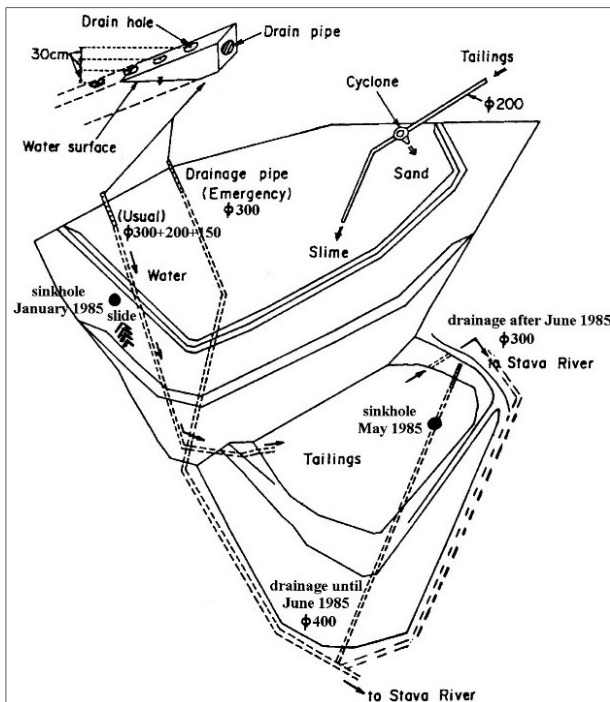 Drain hole
Drain pipe
30cm
Water surface
Tailings
ϕ200
Cyclone
Sand
Slime
Drainage pipe
(Emergency)
ϕ300
(Usual)
ϕ300+200+150
Water
sinkhole
January 1985
slide
drainage after June 1985
ϕ300
to Stava River
sinkhole
May 1985
Tailings
drainage until
June 1985
ϕ400
to Stava River